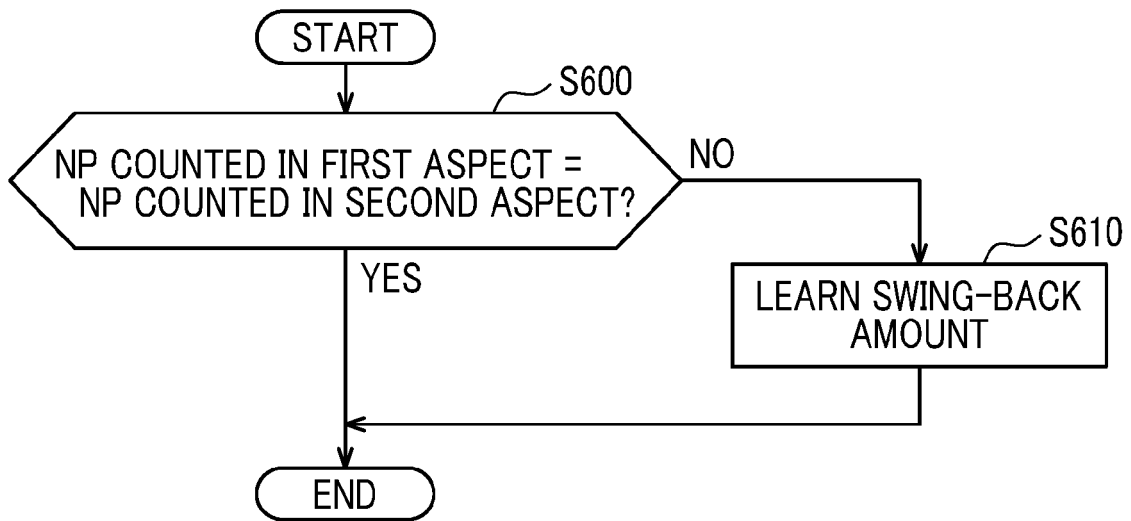 START
S600
NP COUNTED IN FIRST ASPECT =
NP COUNTED IN SECOND ASPECT?
NO
YES
S610
LEARN SWING-BACK
AMOUNT
END